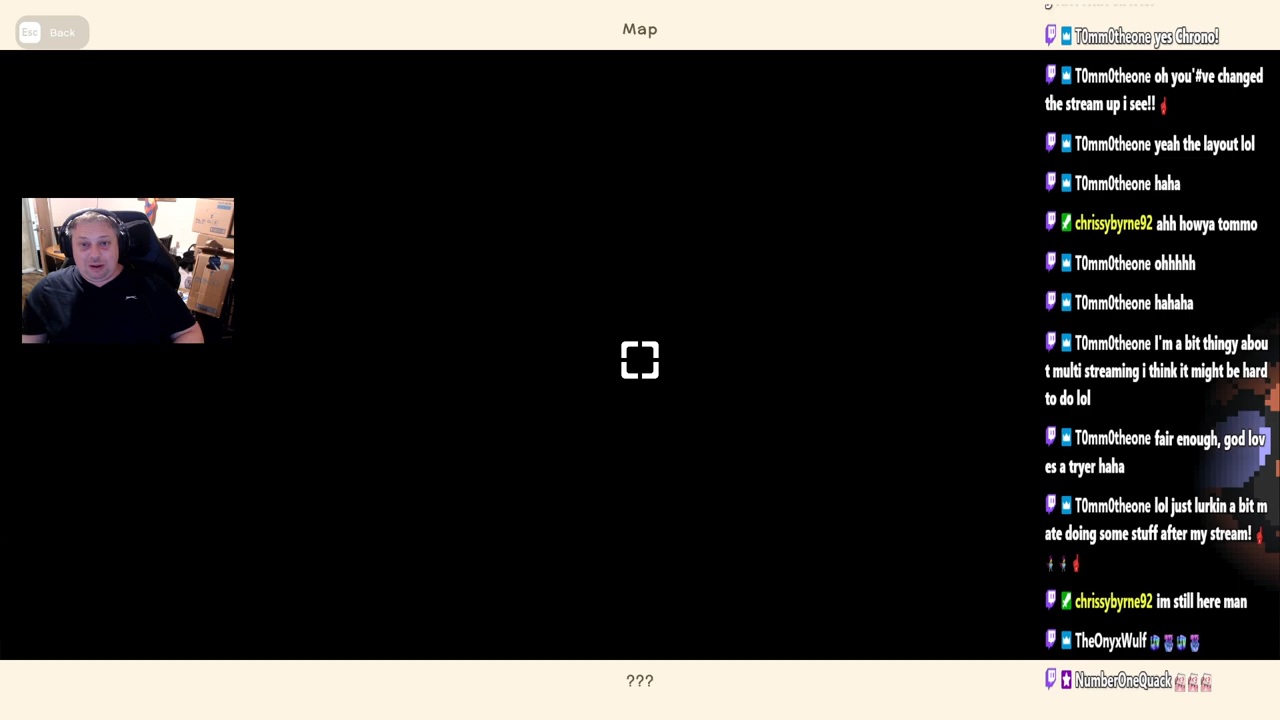 Esc Back
Map
T0mm0theone yes Chrono!
T0mm0theone oh you'#ve changed
the stream up i see!!
T0mm0theone yeah the layout lol
T0mm0theone haha
chrissybyrne92 ahh howya tommo
T0mm0theone ohhhhh
T0mm0theone hahaha
T0mm0theone I'm a bit thingy abou
t multi streaming i think it might be hard
to do lol
T0mm0theone fair enough, god lov
es a tryer haha
T0mm0theone lol just lurkin a bit m
ate doing some stuff after my stream!
chrissybyrne92 im still here man
TheOnyxWulf
NumberOneQuack
???